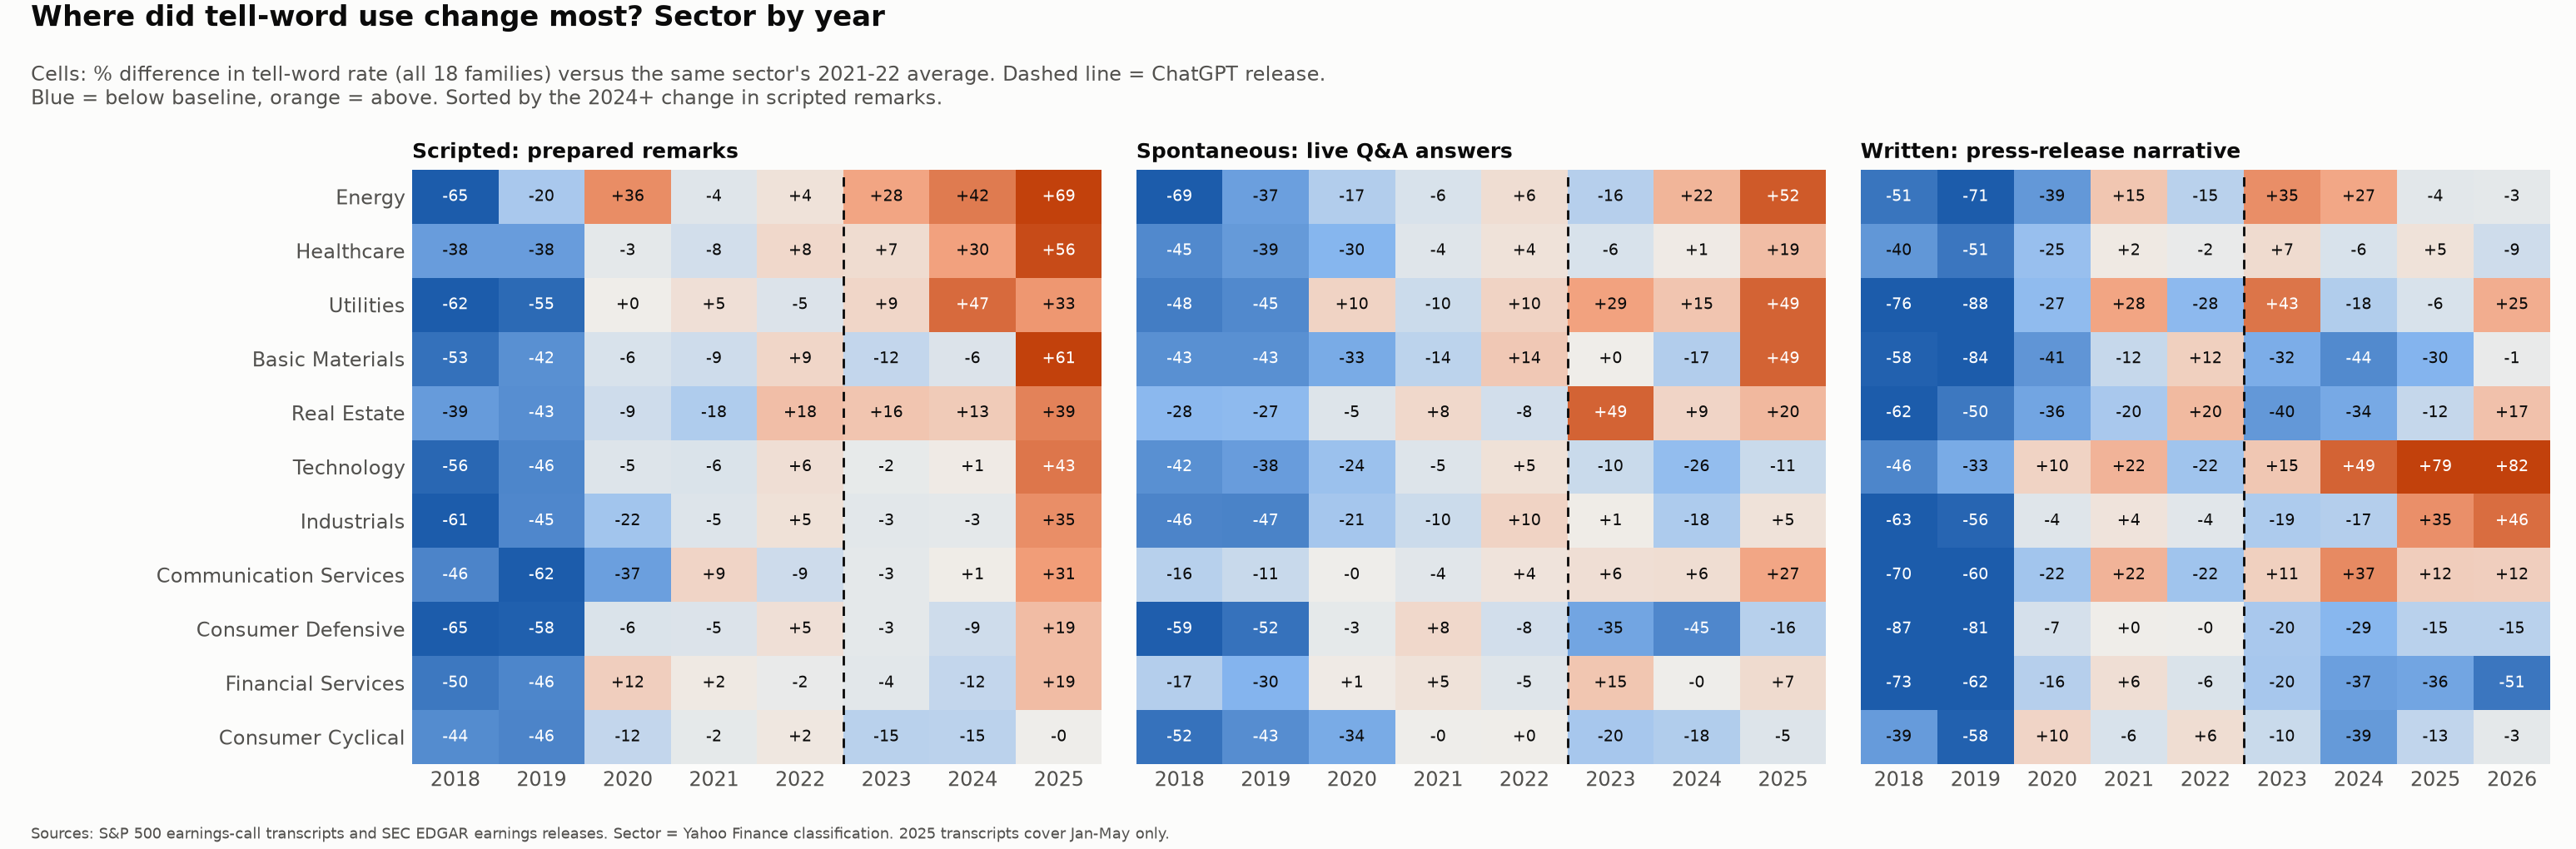 Where did tell-word use change most? Sector by year
Cells: % difference in tell-word rate (all 18 families) versus the same sector's 2021-22 average. Dashed line = ChatGPT release.
Blue = below baseline, orange = above. Sorted by the 2024+ change in scripted remarks.
Scripted: prepared remarks Spontaneous: live Q&A answers Written: press-release narrative
Energy -65 -20 +36 -4 +4 +28 +42 +69 -69 -37 -17 -6 +6 -16 +22 +52 -51 -71 -39 +15 -15 +35 +27 -4 -3
Healthcare -38 -38 -3 -8 +8 +7 +30 +56 -45 -39 -30 -4 +4 -6 +1 +19 -40 -51 -25 +2 -2 +7 -6 +5 -9
Utilities -62 -55 +0 +5 -5 +9 +47 +33 -48 -45 +10 -10 +10 +29 +15 +49 -76 -88 -27 +28 -28 +43 -18 -6 +25
Basic Materials -53 -42 -6 -9 +9 -12 -6 +61 -43 -43 -33 -14 +14 +0 -17 +49 -58 -84 -41 -12 +12 -32 -44 -30 -1
Real Estate -39 -43 -9 -18 +18 +16 +13 +39 -28 -27 -5 +8 -8 +49 +9 +20 -62 -50 -36 -20 +20 -40 -34 -12 +17
Technology -56 -46 -5 -6 +6 -2 +1 +43 -42 -38 -24 -5 +5 -10 -26 -11 -46 -33 +10 +22 -22 +15 +49 +79 +82
Industrials -61 -45 -22 -5 +5 -3 -3 +35 -46 -47 -21 -10 +10 +1 -18 +5 -63 -56 -4 +4 -4 -19 -17 +35 +46
Communication Services -46 -62 -37 +9 -9 -3 +1 +31 -16 -11 -0 -4 +4 +6 +6 +27 -70 -60 -22 +22 -22 +11 +37 +12 +12
Consumer Defensive -65 -58 -6 -5 +5 -3 -9 +19 -59 -52 -3 +8 -8 -35 -45 -16 -87 -81 -7 +0 -0 -20 -29 -15 -15
Financial Services -50 -46 +12 +2 -2 -4 -12 +19 -17 -30 +1 +5 -5 +15 -0 +7 -73 -62 -16 +6 -6 -20 -37 -36 -51
Consumer Cyclical -44 -46 -12 -2 +2 -15 -15 -0 -52 -43 -34 -0 +0 -20 -18 -5 -39 -58 +10 -6 +6 -10 -39 -13 -3
2018 2019 2020 2021 2022 2023 2024 2025 2018 2019 2020 2021 2022 2023 2024 2025 2018 2019 2020 2021 2022 2023 2024 2025 2026
Sources: S&P 500 earnings-call transcripts and SEC EDGAR earnings releases. Sector = Yahoo Finance classification. 2025 transcripts cover Jan-May only.